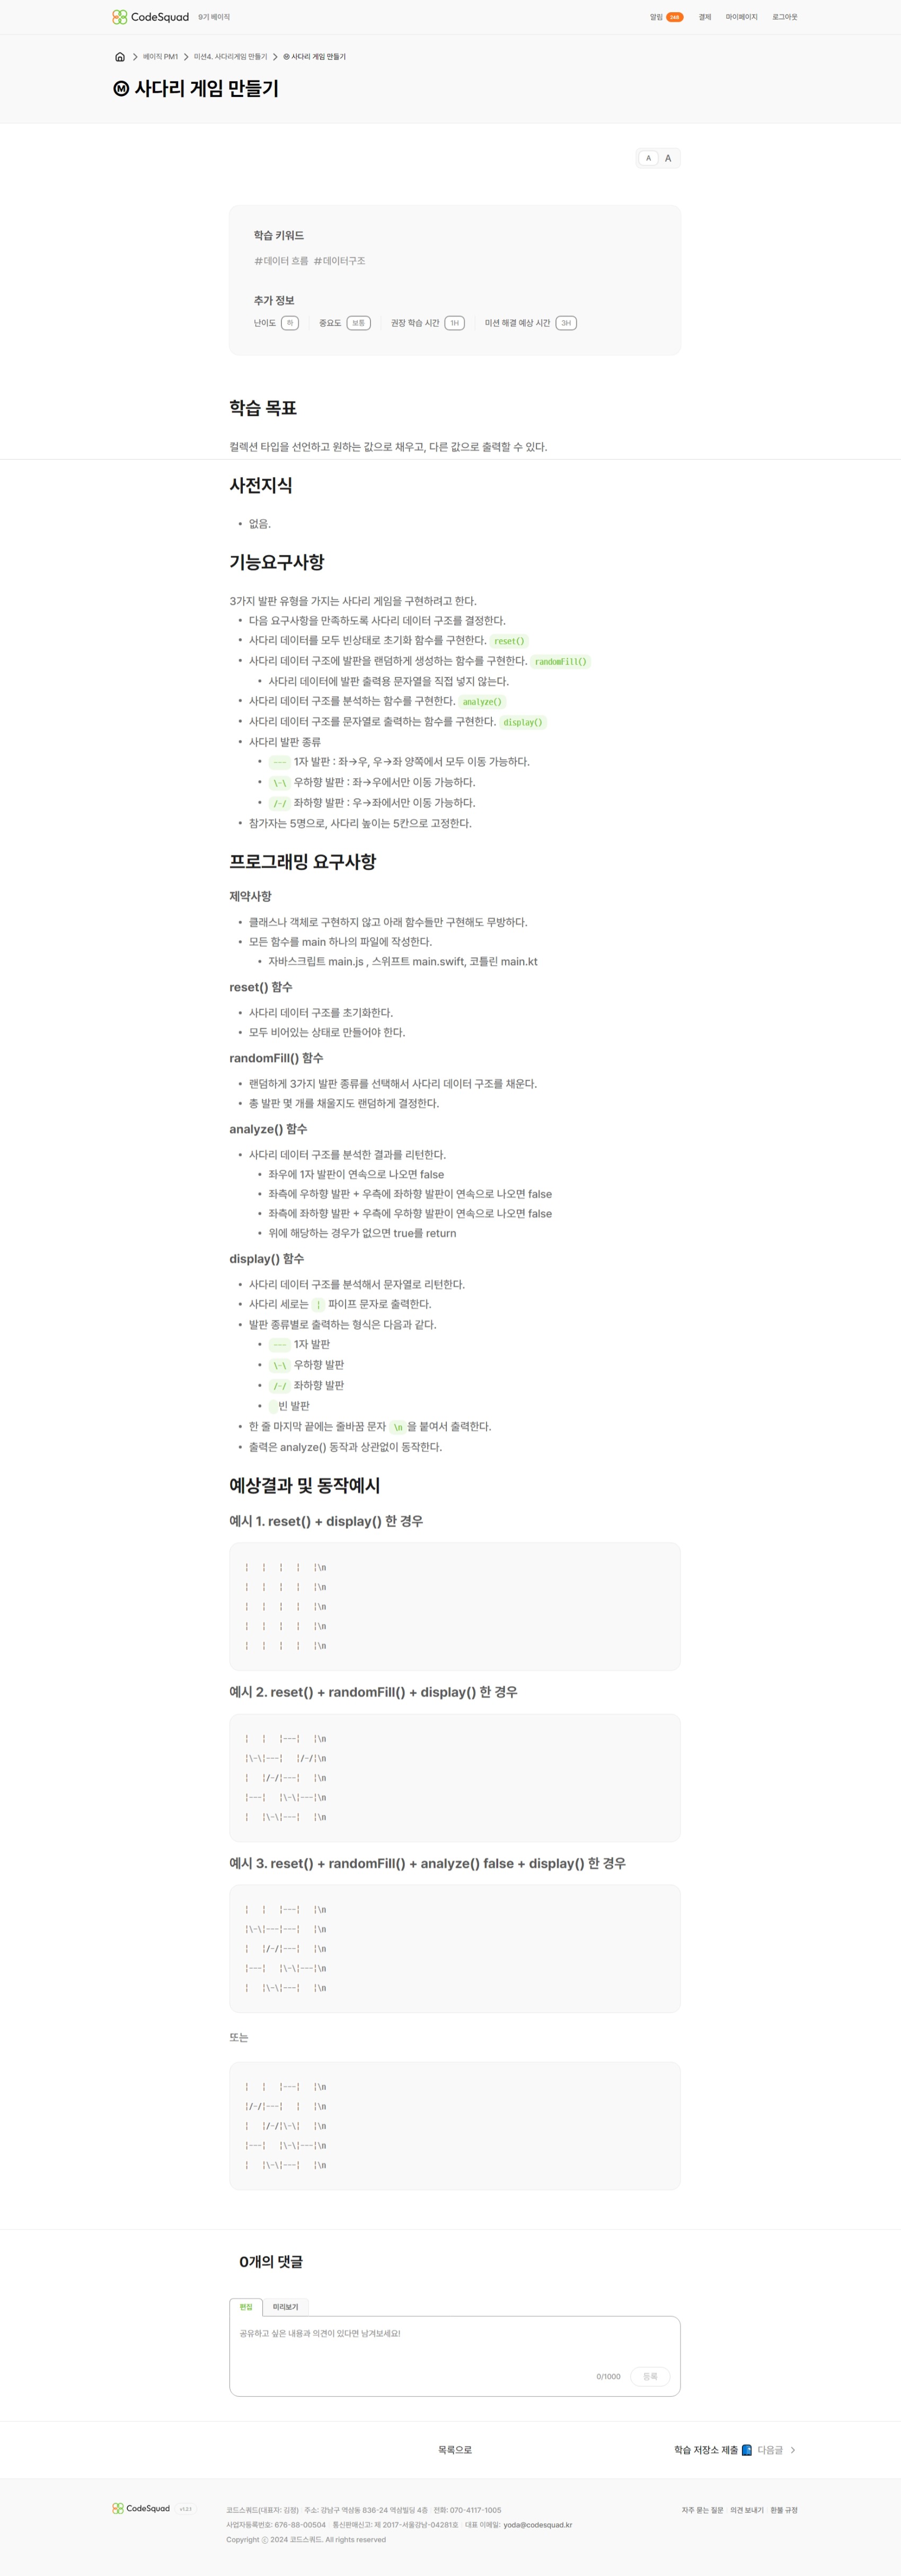 CodeSquad 9기 베이직 알림 268 결제 마이페이지 로그아웃
베이직 PM1 > 미션4. 사다리게임 만들기 > Ⓜ 사다리 게임 만들기
Ⓜ 사다리 게임 만들기
A A
학습 키워드
#데이터 흐름 #데이터구조
추가 정보
난이도 하 중요도 보통 권장 학습 시간 1H 미션 해결 예상 시간 3H
학습 목표
컬렉션 타입을 선언하고 원하는 값으로 채우고, 다른 값으로 출력할 수 있다.
사전지식
• 없음.
기능요구사항
3가지 발판 유형을 가지는 사다리 게임을 구현하려고 한다.
• 다음 요구사항을 만족하도록 사다리 데이터 구조를 결정한다.
• 사다리 데이터를 모두 빈상태로 초기화 함수를 구현한다. reset()
• 사다리 데이터 구조에 발판을 랜덤하게 생성하는 함수를 구현한다. randomFill()
• 사다리 데이터에 발판 출력용 문자열을 직접 넣지 않는다.
• 사다리 데이터 구조를 분석하는 함수를 구현한다. analyze()
• 사다리 데이터 구조를 문자열로 출력하는 함수를 구현한다. display()
• 사다리 발판 종류
• --- 1자 발판 : 좌→우, 우→좌 양쪽에서 모두 이동 가능하다.
• \-\ 우하향 발판 : 좌→우에서만 이동 가능하다.
• /-/ 좌하향 발판 : 우→좌에서만 이동 가능하다.
• 참가자는 5명으로, 사다리 높이는 5칸으로 고정한다.
프로그래밍 요구사항
제약사항
• 클래스나 객체로 구현하지 않고 아래 함수들만 구현해도 무방하다.
• 모든 함수를 main 하나의 파일에 작성한다.
• 자바스크립트 main.js , 스위프트 main.swift, 코틀린 main.kt
reset() 함수
• 사다리 데이터 구조를 초기화한다.
• 모두 비어있는 상태로 만들어야 한다.
randomFill() 함수
• 랜덤하게 3가지 발판 종류를 선택해서 사다리 데이터 구조를 채운다.
• 총 발판 몇 개를 채울지도 랜덤하게 결정한다.
analyze() 함수
• 사다리 데이터 구조를 분석한 결과를 리턴한다.
• 좌우에 1자 발판이 연속으로 나오면 false
• 좌측에 우하향 발판 + 우측에 좌하향 발판이 연속으로 나오면 false
• 좌측에 좌하향 발판 + 우측에 우하향 발판이 연속으로 나오면 false
• 위에 해당하는 경우가 없으면 true를 return
display() 함수
• 사다리 데이터 구조를 분석해서 문자열로 리턴한다.
• 사다리 세로는 ¦ 파이프 문자로 출력한다.
• 발판 종류별로 출력하는 형식은 다음과 같다.
• --- 1자 발판
• \-\ 우하향 발판
• /-/ 좌하향 발판
• 빈 발판
• 한 줄 마지막 끝에는 줄바꿈 문자 \n 을 붙여서 출력한다.
• 출력은 analyze() 동작과 상관없이 동작한다.
예상결과 및 동작예시
예시 1. reset() + display() 한 경우
¦   ¦   ¦   ¦   ¦\n
¦   ¦   ¦   ¦   ¦\n
¦   ¦   ¦   ¦   ¦\n
¦   ¦   ¦   ¦   ¦\n
¦   ¦   ¦   ¦   ¦\n
예시 2. reset() + randomFill() + display() 한 경우
¦   ¦   ¦---¦   ¦\n
¦\-\¦---¦   ¦/-/¦\n
¦   ¦/-/¦---¦   ¦\n
¦---¦   ¦\-\¦---¦\n
¦   ¦\-\¦---¦   ¦\n
예시 3. reset() + randomFill() + analyze() false + display() 한 경우
¦   ¦   ¦---¦   ¦\n
¦\-\¦---¦---¦   ¦\n
¦   ¦/-/¦---¦   ¦\n
¦---¦   ¦\-\¦---¦\n
¦   ¦\-\¦---¦   ¦\n
또는
¦   ¦   ¦---¦   ¦\n
¦/-/¦---¦   ¦   ¦\n
¦   ¦/-/¦\-\¦   ¦\n
¦---¦   ¦\-\¦---¦\n
¦   ¦\-\¦---¦   ¦\n
0개의 댓글
편집 미리보기
공유하고 싶은 내용과 의견이 있다면 남겨보세요!
0/1000 등록
목록으로 학습 저장소 제출 📘 다음글 >
CodeSquad 코드스쿼드(대표자: 김정) 주소: 강남구 역삼동 836-24 역삼빌딩 4층 전화: 070-4117-1005 자주 묻는 질문 의견 보내기 환불 규정
사업자등록번호: 676-88-00504 통신판매신고: 제 2017-서울강남-04281호 대표 이메일: yoda@codesquad.kr
Copyright ⓒ 2024 코드스쿼드. All rights reserved